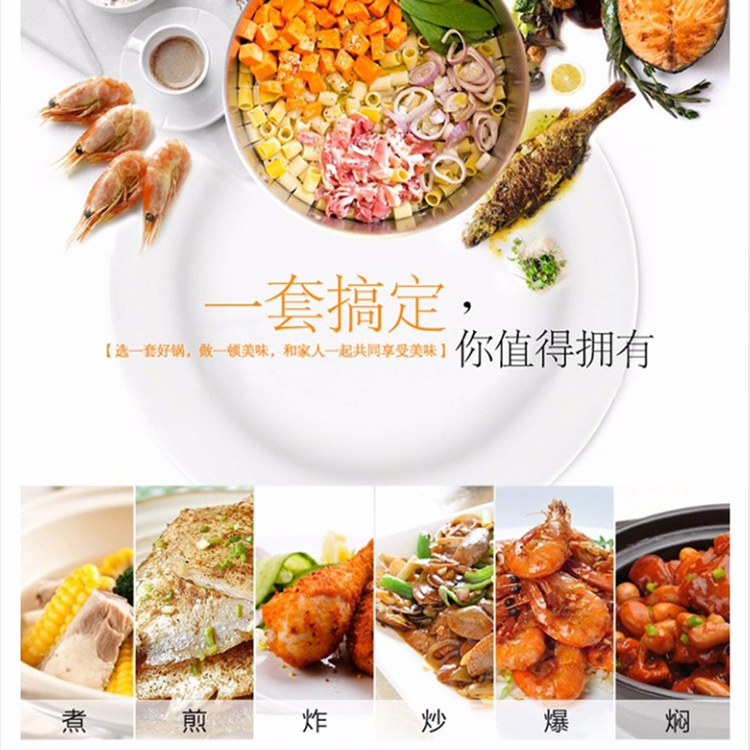 一套搞定，
【选一套好锅，做一顿美味，和家人一起共同享受美味】
你值得拥有
煮
煎
炸
炒
爆
焖